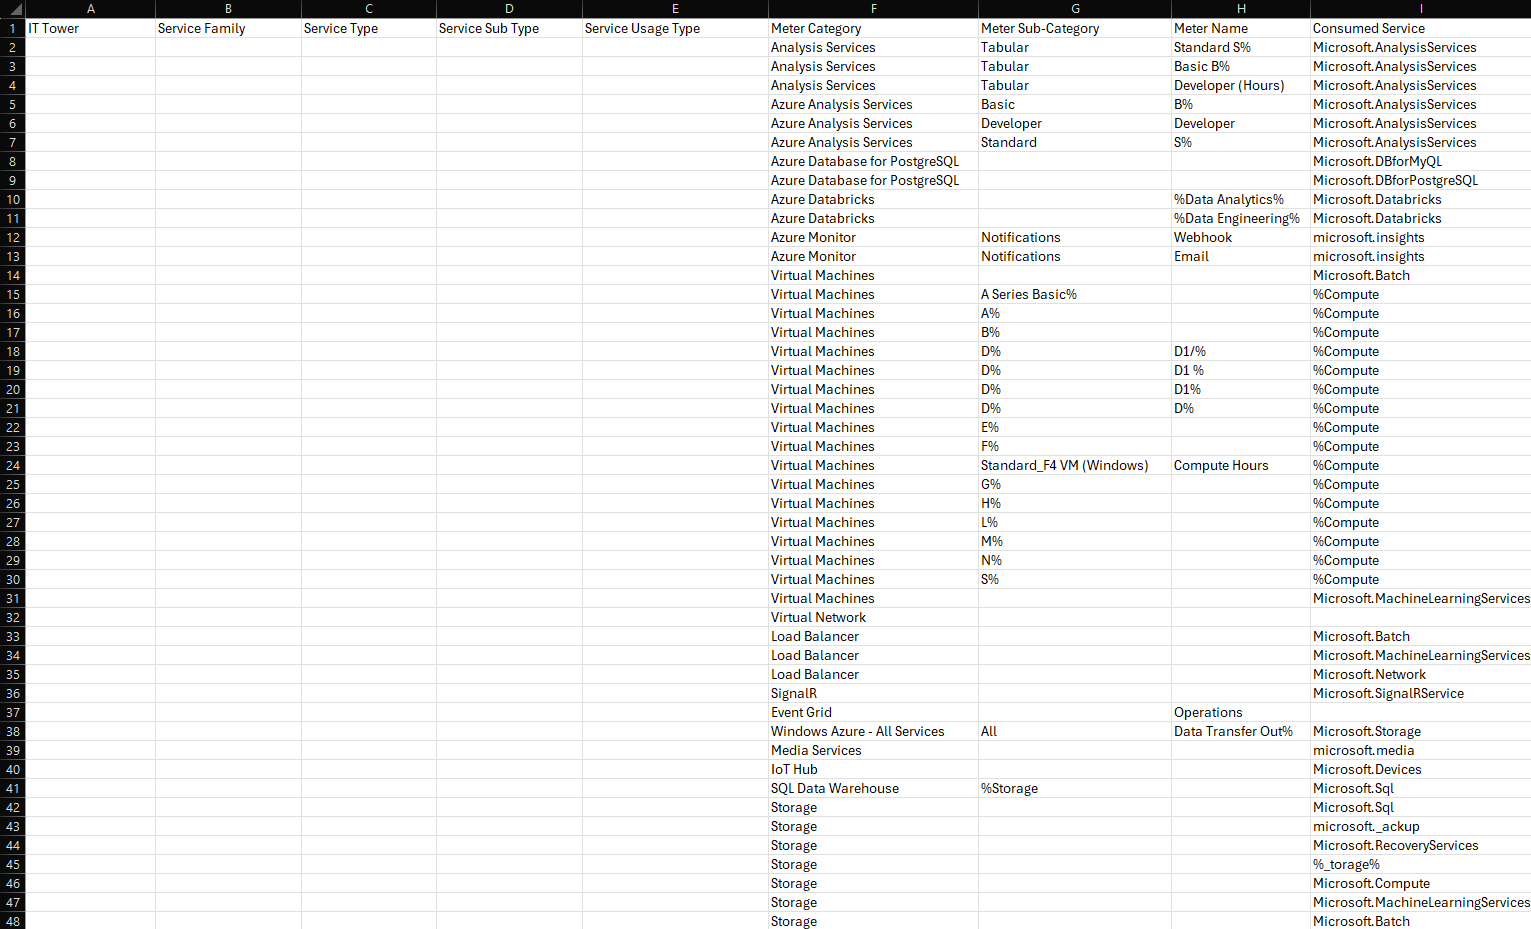 A B C D E F G H I
1 IT Tower Service Family Service Type Service Sub Type Service Usage Type Meter Category Meter Sub-Category Meter Name Consumed Service
2 Analysis Services Tabular Standard S% Microsoft.AnalysisServices
3 Analysis Services Tabular Basic B% Microsoft.AnalysisServices
4 Analysis Services Tabular Developer (Hours) Microsoft.AnalysisServices
5 Azure Analysis Services Basic B% Microsoft.AnalysisServices
6 Azure Analysis Services Developer Developer Microsoft.AnalysisServices
7 Azure Analysis Services Standard S% Microsoft.AnalysisServices
8 Azure Database for PostgreSQL Microsoft.DBforMyQL
9 Azure Database for PostgreSQL Microsoft.DBforPostgreSQL
10 Azure Databricks %Data Analytics% Microsoft.Databricks
11 Azure Databricks %Data Engineering% Microsoft.Databricks
12 Azure Monitor Notifications Webhook microsoft.insights
13 Azure Monitor Notifications Email microsoft.insights
14 Virtual Machines Microsoft.Batch
15 Virtual Machines A Series Basic% %Compute
16 Virtual Machines A% %Compute
17 Virtual Machines B% %Compute
18 Virtual Machines D% D1/% %Compute
19 Virtual Machines D% D1 % %Compute
20 Virtual Machines D% D1% %Compute
21 Virtual Machines D% D% %Compute
22 Virtual Machines E% %Compute
23 Virtual Machines F% %Compute
24 Virtual Machines Standard_F4 VM (Windows) Compute Hours %Compute
25 Virtual Machines G% %Compute
26 Virtual Machines H% %Compute
27 Virtual Machines L% %Compute
28 Virtual Machines M% %Compute
29 Virtual Machines N% %Compute
30 Virtual Machines S% %Compute
31 Virtual Machines Microsoft.MachineLearningServices
32 Virtual Network
33 Load Balancer Microsoft.Batch
34 Load Balancer Microsoft.MachineLearningServices
35 Load Balancer Microsoft.Network
36 SignalR Microsoft.SignalRService
37 Event Grid Operations
38 Windows Azure - All Services All Data Transfer Out% Microsoft.Storage
39 Media Services microsoft.media
40 IoT Hub Microsoft.Devices
41 SQL Data Warehouse %Storage Microsoft.Sql
42 Storage Microsoft.Sql
43 Storage microsoft._ackup
44 Storage Microsoft.RecoveryServices
45 Storage %_torage%
46 Storage Microsoft.Compute
47 Storage Microsoft.MachineLearningServices
48 Storage Microsoft.Batch